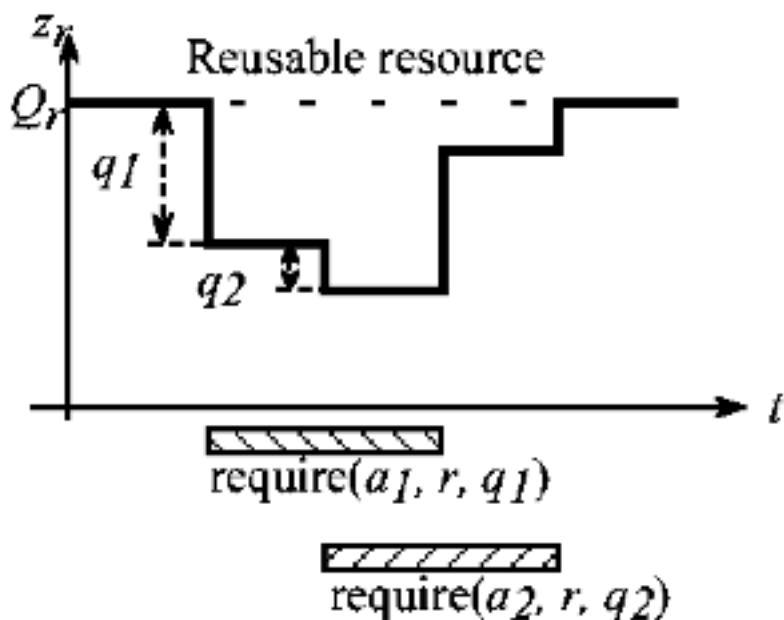 z_r
Reusable resource
Q_r
q1
q2
t
require(a1, r, q1)
require(a2, r, q2)